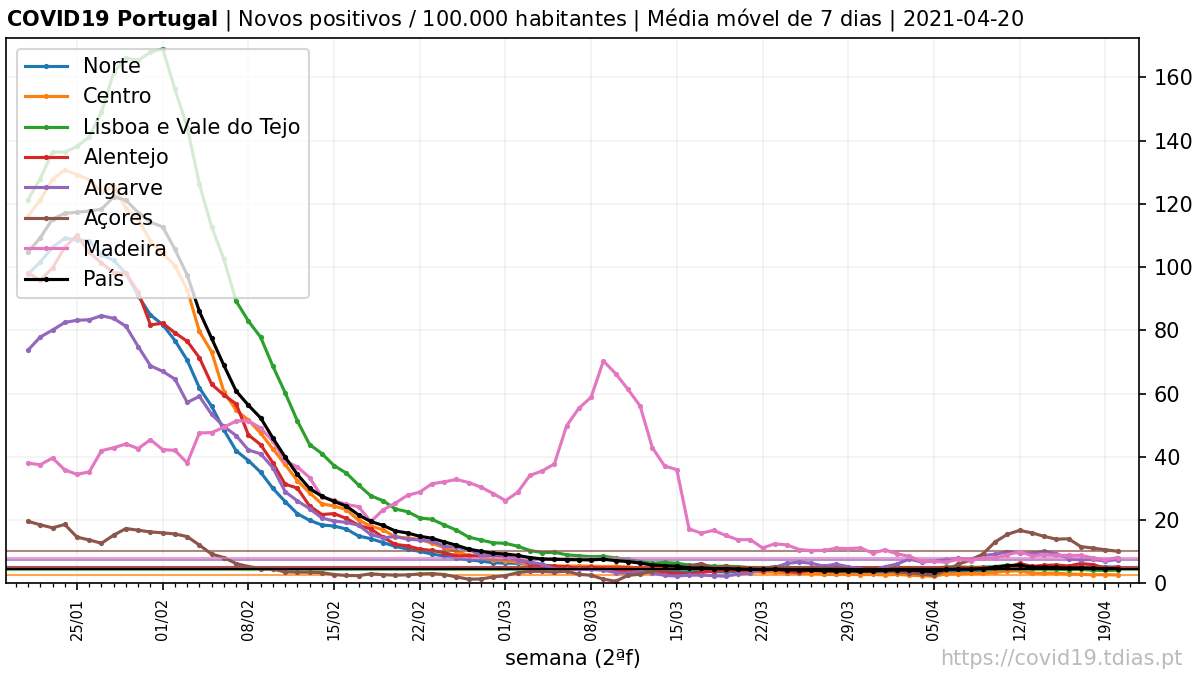 COVID19 Portugal | Novos positivos / 100.000 habitantes | Média móvel de 7 dias | 2021-04-20
Norte
Centro
Lisboa e Vale do Tejo
Alentejo
Algarve
Açores
Madeira
País
160
140
120
100
80
60
40
20
0
25/01 01/02 08/02 15/02 22/02 01/03 08/03 15/03 22/03 29/03 05/04 12/04 19/04
semana (2ªf)
https://covid19.tdias.pt